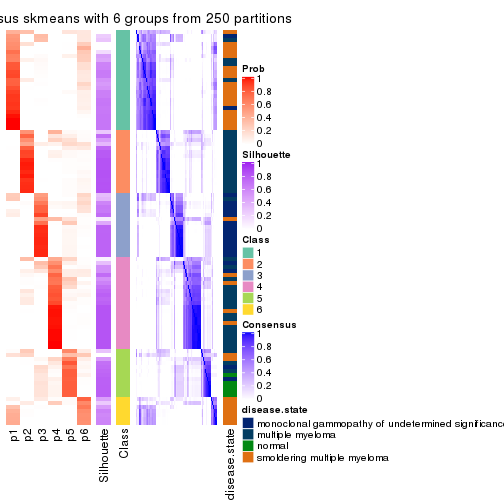 sus skmeans with 6 groups from 250 partitions
Prob
1
0.8
0.6
0.4
0.2
0
Silhouette
1
0.8
0.6
0.4
0.2
0
Class
1
2
3
4
5
6
Consensus
1
0.8
0.6
0.4
0.2
0
disease.state
monoclonal gammopathy of undetermined significance
multiple myeloma
normal
smoldering multiple myeloma
p1
p2
p3
p4
p5
p6
Silhouette
Class
disease.state